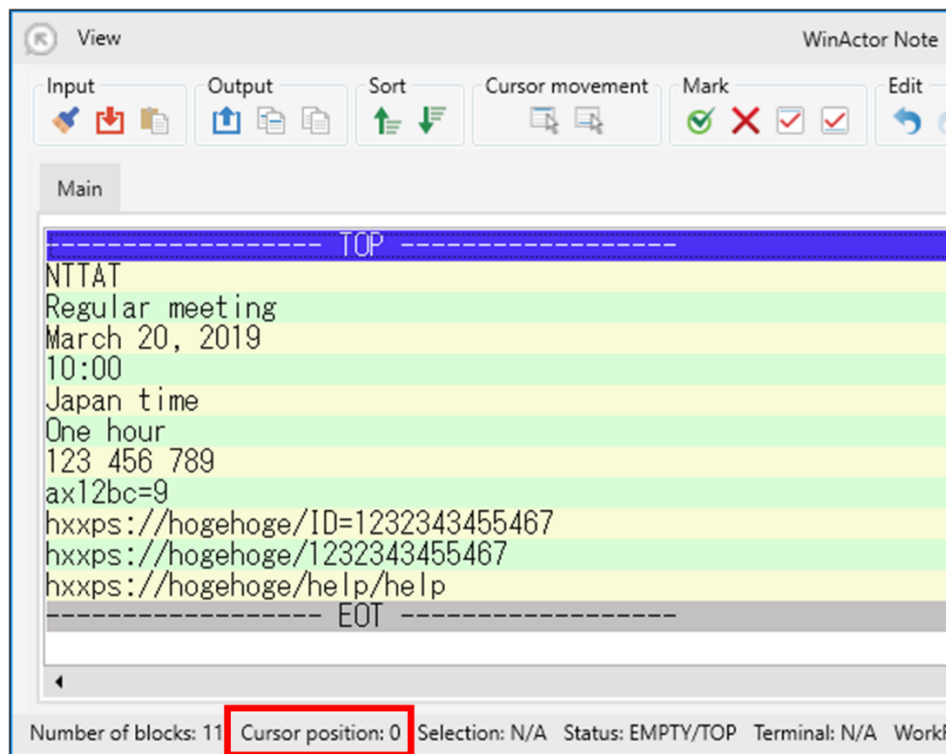 View WinActor Note
Input Output Sort Cursor movement Mark Edit
Main
------------------ TOP ------------------
NTTAT
Regular meeting
March 20, 2019
10:00
Japan time
One hour
123 456 789
ax12bc=9
hxxps://hogehoge/ID=1232343455467
hxxps://hogehoge/1232343455467
hxxps://hogehoge/help/help
------------------ EOT ------------------
Number of blocks: 11 Cursor position: 0 Selection: N/A Status: EMPTY/TOP Terminal: N/A